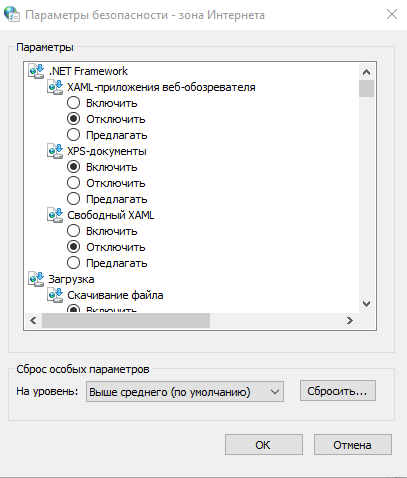 Параметры безопасности - зона Интернета
Параметры
.NET Framework
XAML-приложения веб-обозревателя
Включить
Отключить
Предлагать
XPS-документы
Включить
Отключить
Предлагать
Свободный XAML
Включить
Отключить
Предлагать
Загрузка
Скачивание файла
Включить
Сброс особых параметров
На уровень: Выше среднего (по умолчанию) Сбросить...
ОК Отмена